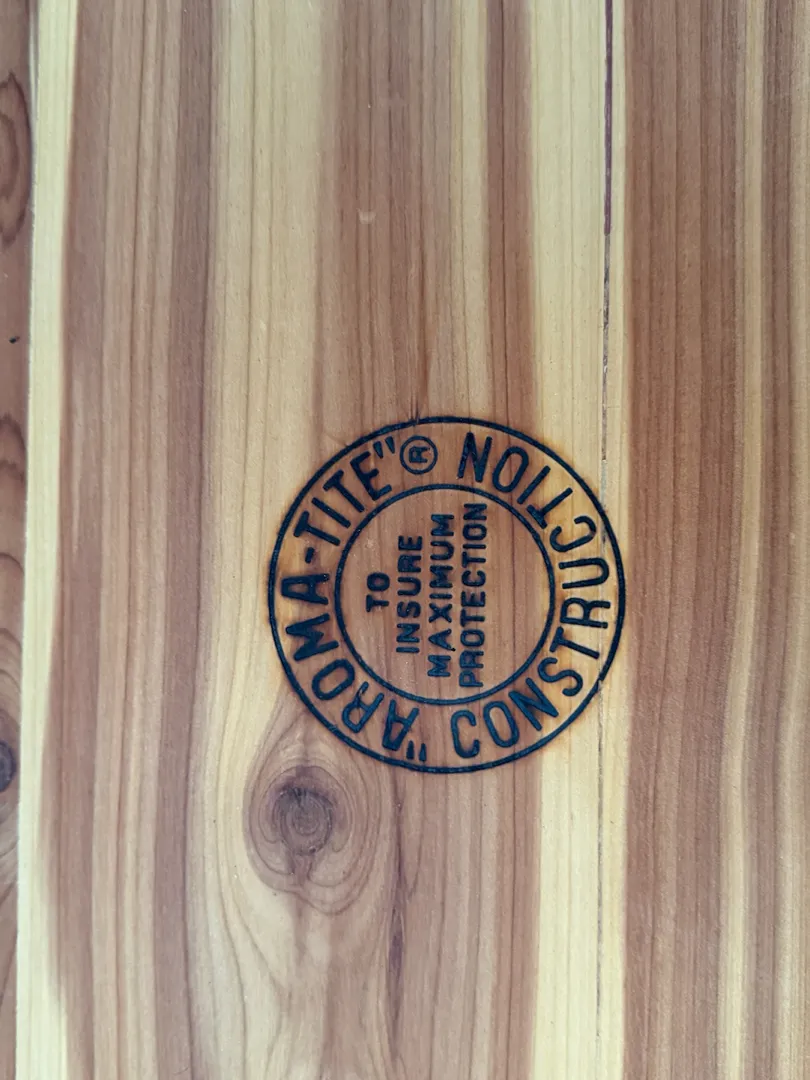 "AROMA-TITE"® CONSTRUCTION
TO
INSURE
MAXIMUM
PROTECTION